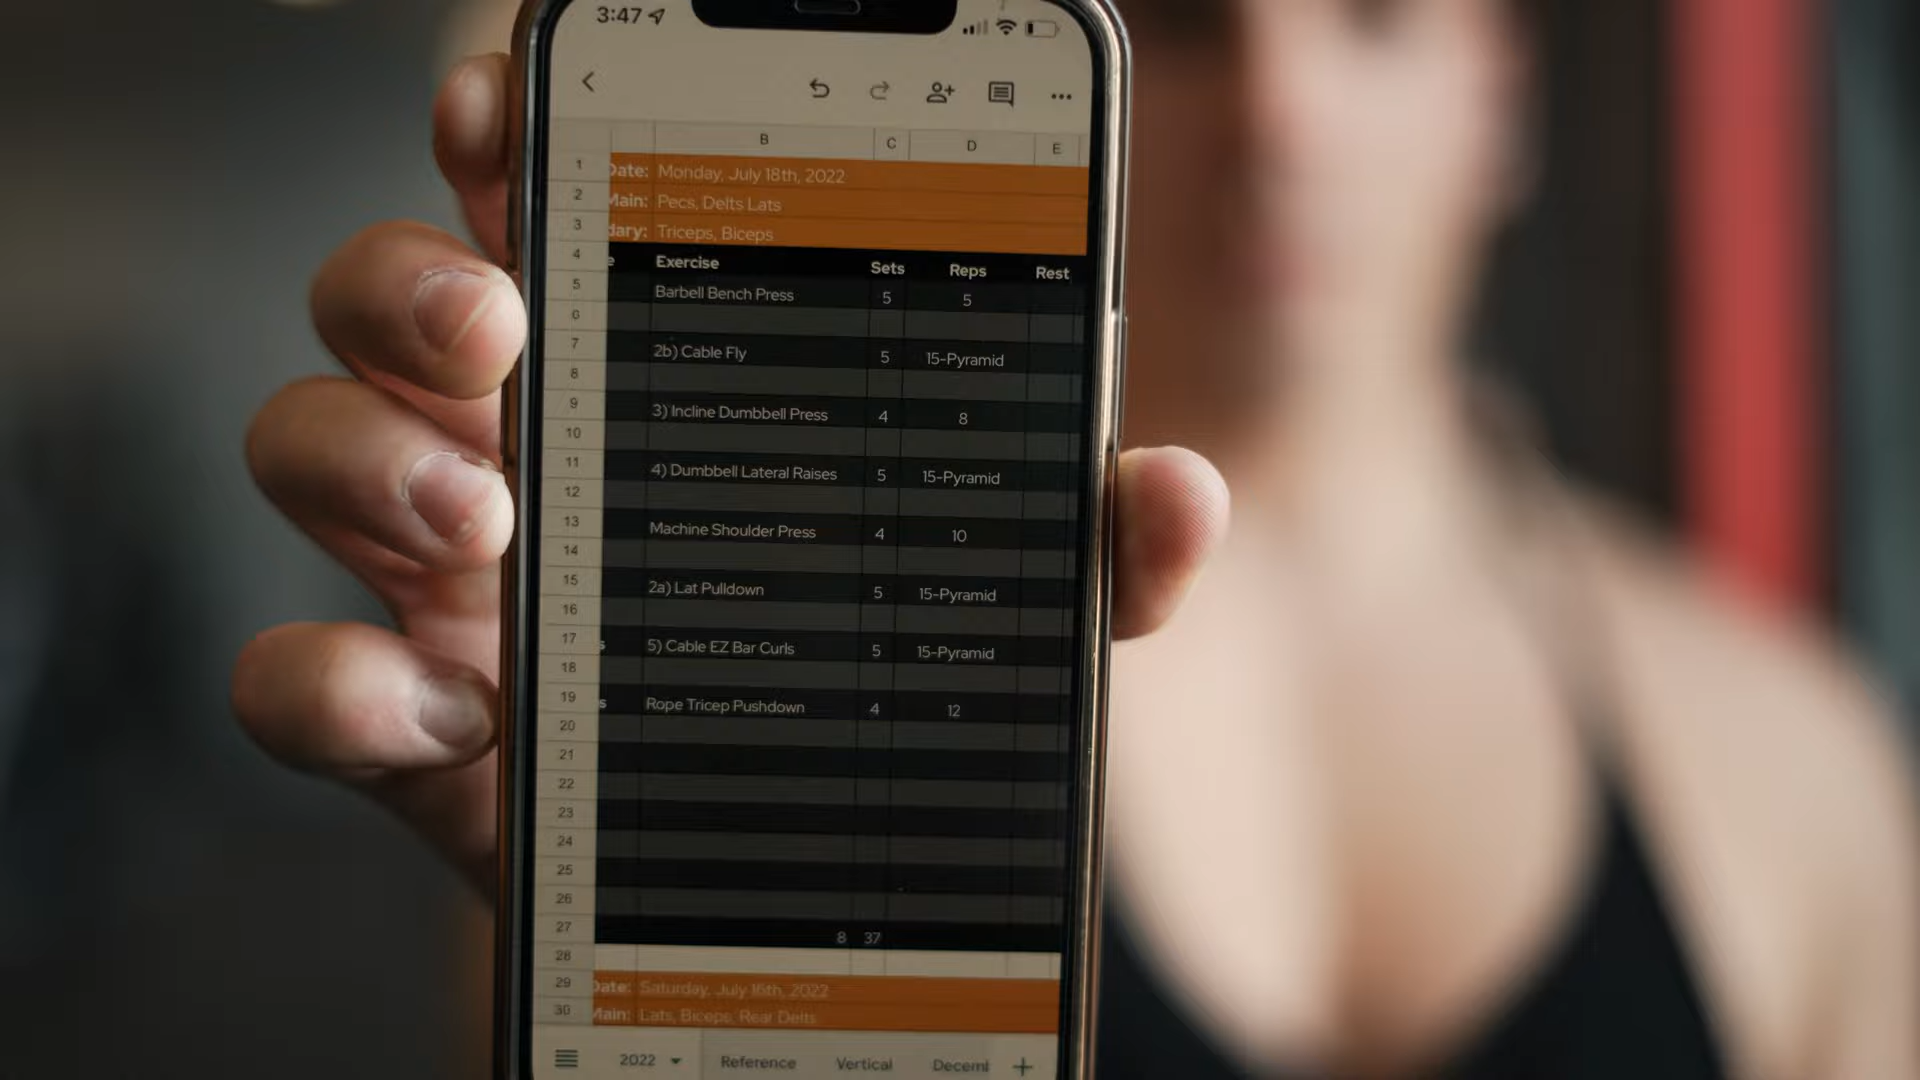 3:47
B C D E
1 Date: Monday, July 18th, 2022
2 Main: Pecs, Delts Lats
3 dary: Triceps, Biceps
4 e Exercise Sets Reps Rest
5 Barbell Bench Press 5 5
6
7 2b) Cable Fly 5 15-Pyramid
8
9 3) Incline Dumbbell Press 4 8
10
11 4) Dumbbell Lateral Raises 5 15-Pyramid
12
13 Machine Shoulder Press 4 10
14
15 2a) Lat Pulldown 5 15-Pyramid
16
17 s 5) Cable EZ Bar Curls 5 15-Pyramid
18
19 s Rope Tricep Pushdown 4 12
20
21
22
23
24
25
26
27 8 37
28
29 Date: Saturday, July 16th, 2022
30 Main: Lats, Biceps, Rear Delts
2022 Reference Vertical Decemb